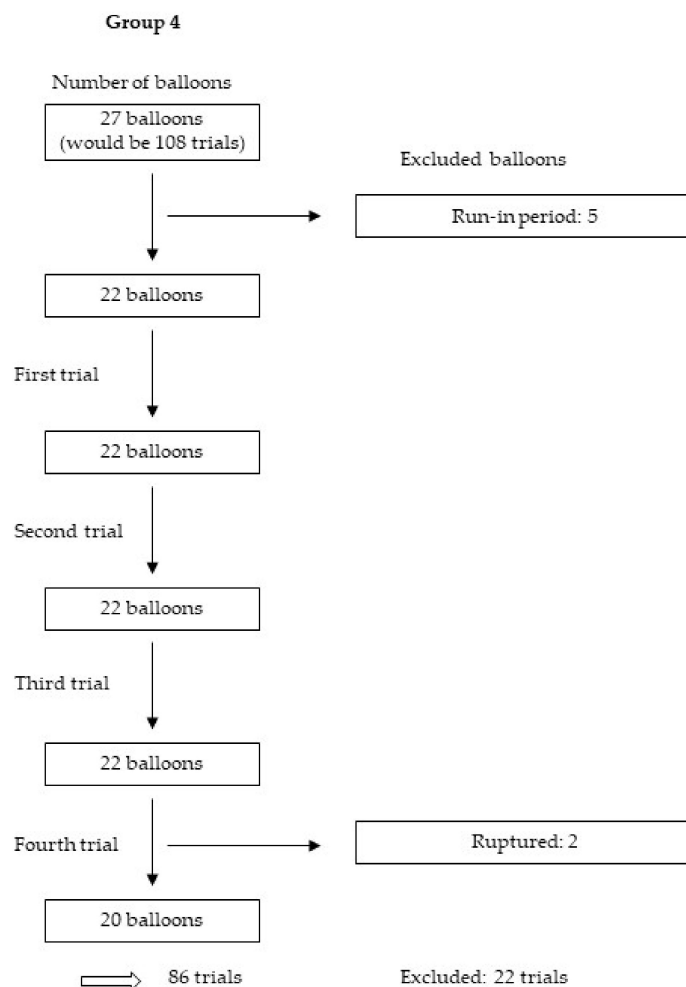 Group 4
Number of balloons
27 balloons
(would be 108 trials)
Excluded balloons
Run-in period: 5
22 balloons
First trial
22 balloons
Second trial
22 balloons
Third trial
22 balloons
Fourth trial
Ruptured: 2
20 balloons
86 trials
Excluded: 22 trials